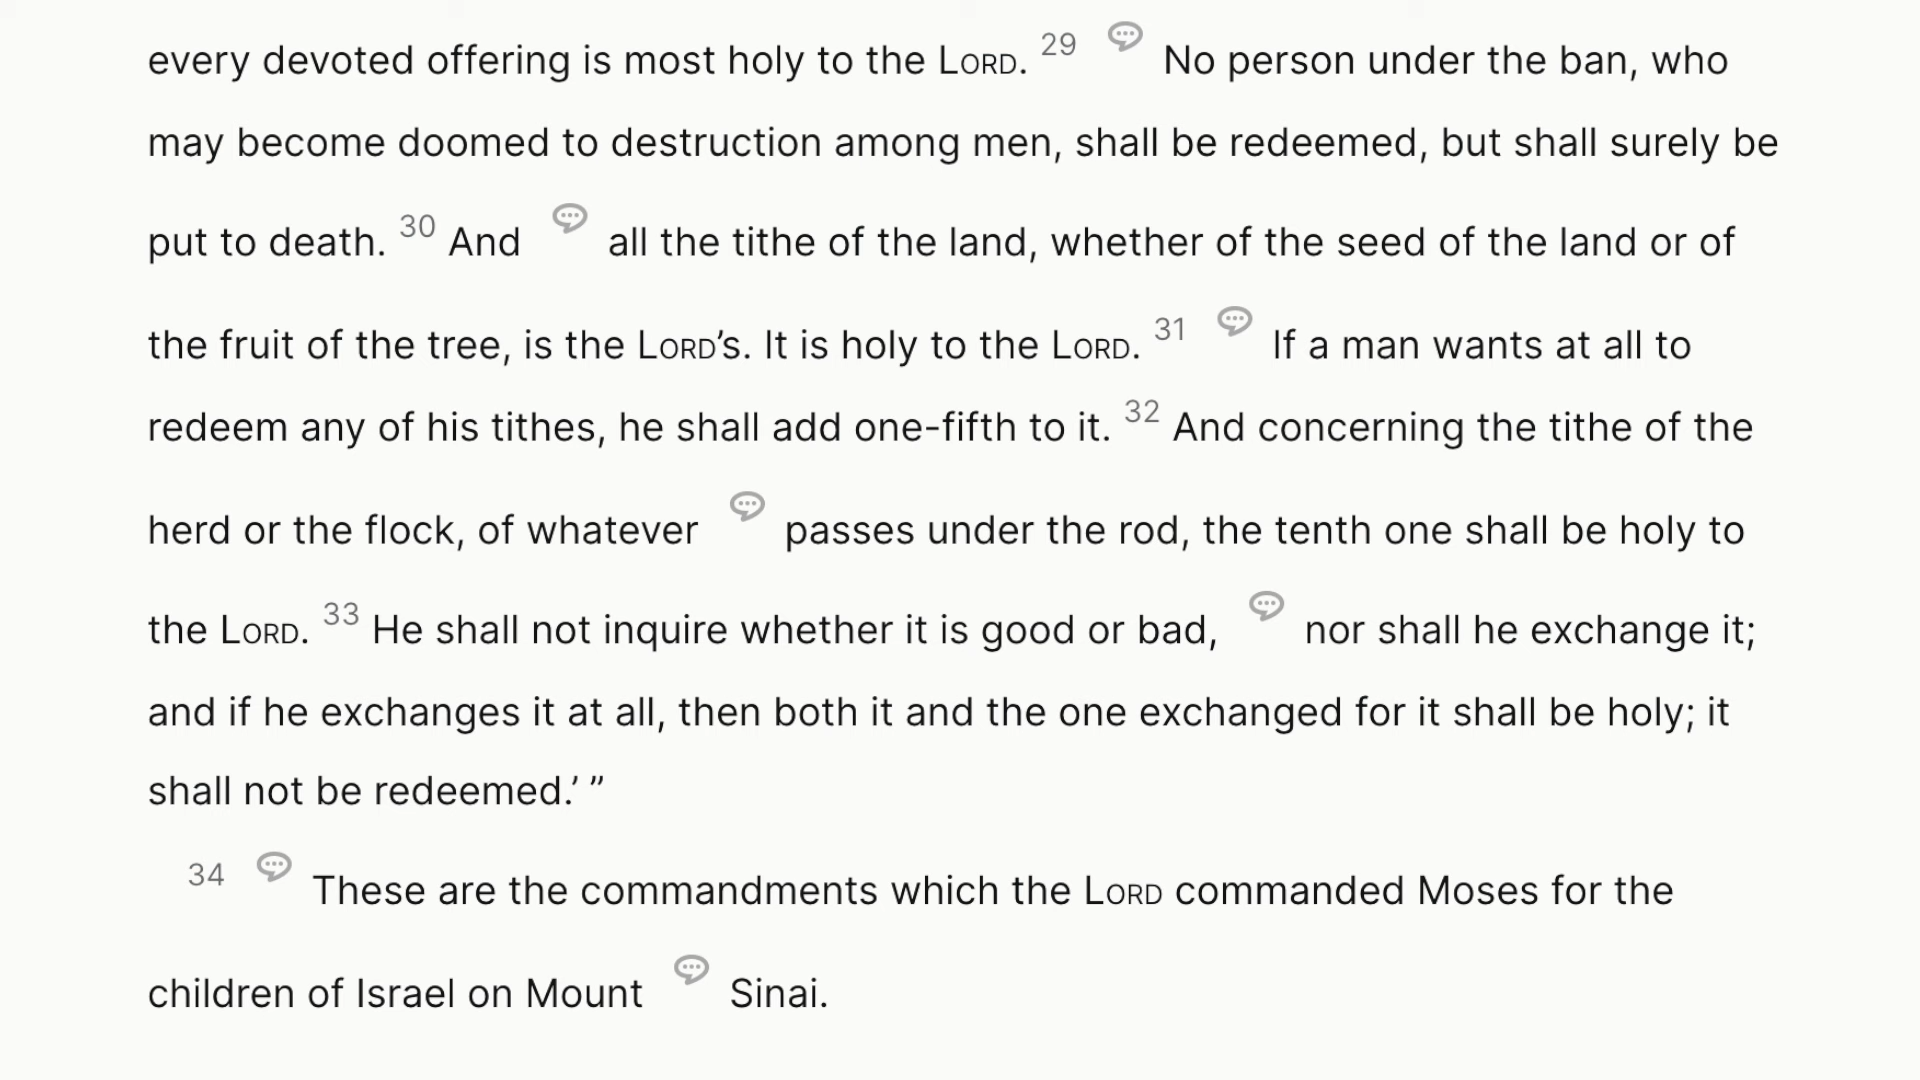 every devoted offering is most holy to the LORD. 29 No person under the ban, who
may become doomed to destruction among men, shall be redeemed, but shall surely be
put to death. 30 And all the tithe of the land, whether of the seed of the land or of
the fruit of the tree, is the LORD’s. It is holy to the LORD. 31 If a man wants at all to
redeem any of his tithes, he shall add one-fifth to it. 32 And concerning the tithe of the
herd or the flock, of whatever passes under the rod, the tenth one shall be holy to
the LORD. 33 He shall not inquire whether it is good or bad, nor shall he exchange it;
and if he exchanges it at all, then both it and the one exchanged for it shall be holy; it
shall not be redeemed.’ ”
34 These are the commandments which the LORD commanded Moses for the
children of Israel on Mount Sinai.